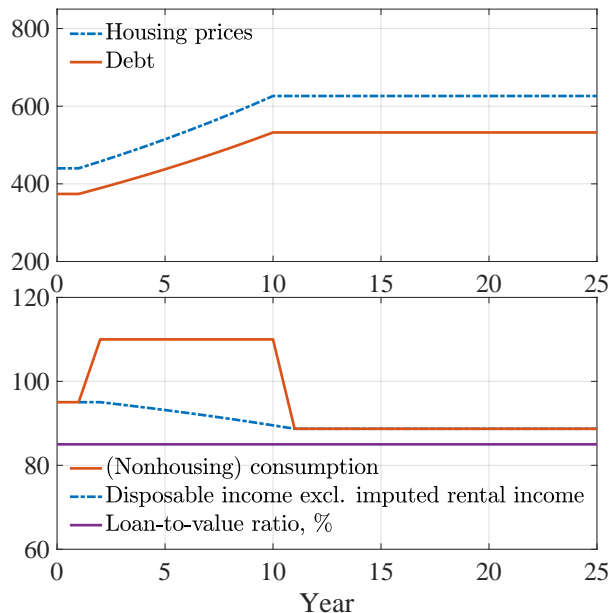 800
Housing prices
Debt
600
400
200
0 5 10 15 20 25
120
100
80
(Nonhousing) consumption
Disposable income excl. imputed rental income
Loan-to-value ratio, %
60
0 5 10 15 20 25
Year